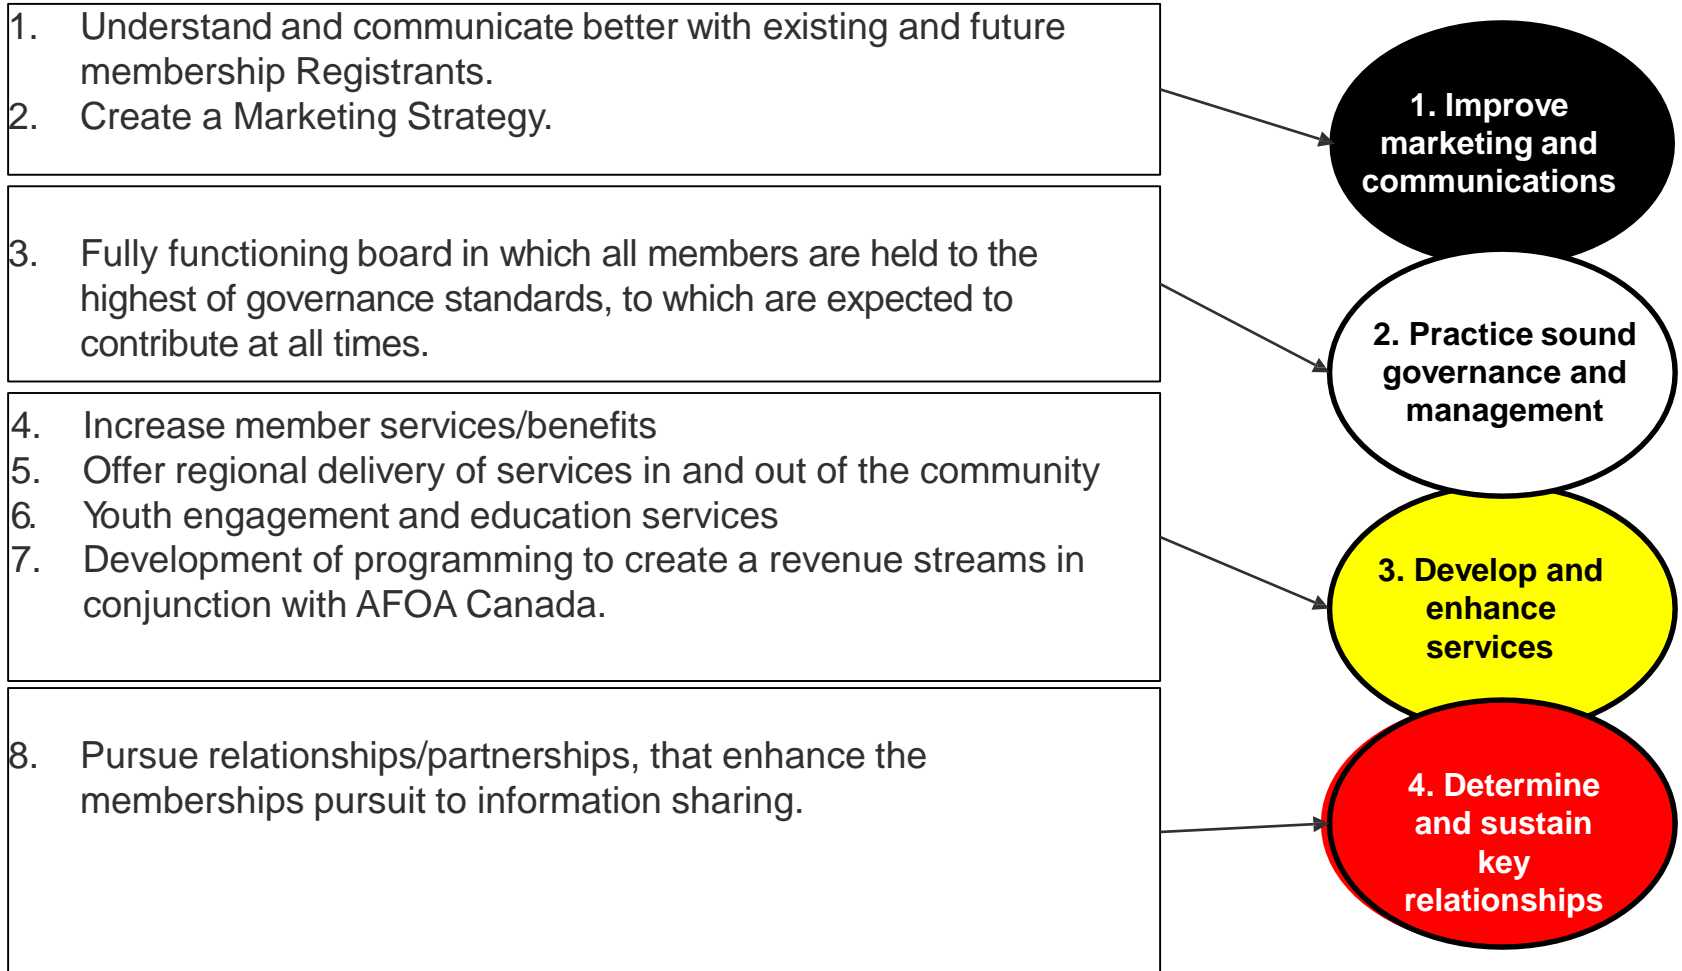 1. Understand and communicate better with existing and future
membership Registrants.
2. Create a Marketing Strategy.
1. Improve
marketing and
communications
3. Fully functioning board in which all members are held to the
highest of governance standards, to which are expected to
contribute at all times.
2. Practice sound
governance and
management
4. Increase member services/benefits
5. Offer regional delivery of services in and out of the community
6. Youth engagement and education services
7. Development of programming to create a revenue streams in
conjunction with AFOA Canada.
3. Develop and
enhance
services
8. Pursue relationships/partnerships, that enhance the
memberships pursuit to information sharing.
4. Determine
and sustain
key
relationships